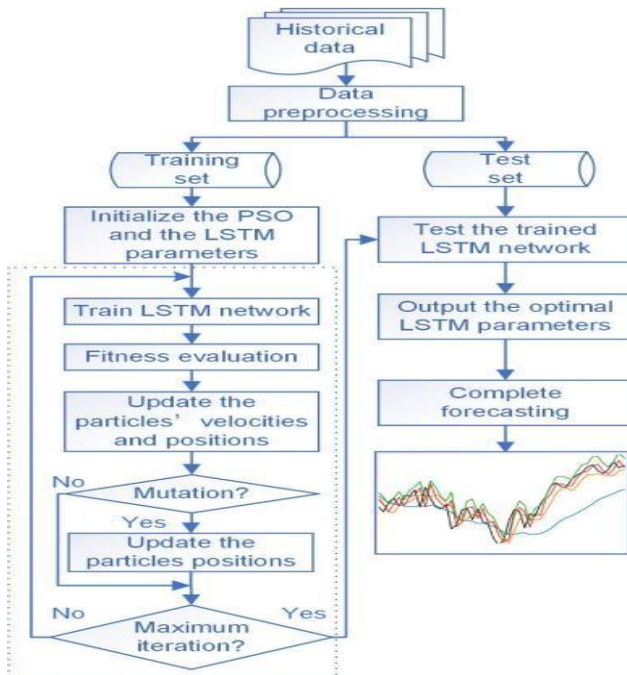 Historical
data
Data
preprocessing
Training
set
Test
set
Initialize the PSO
and the LSTM
parameters
Test the trained
LSTM network
Train LSTM network
Output the optimal
LSTM parameters
Fitness evaluation
Update the
particles' velocities
and positions
Complete
forecasting
No
Mutation?
Yes
Update the
particles positions
No
Yes
Maximum
iteration?